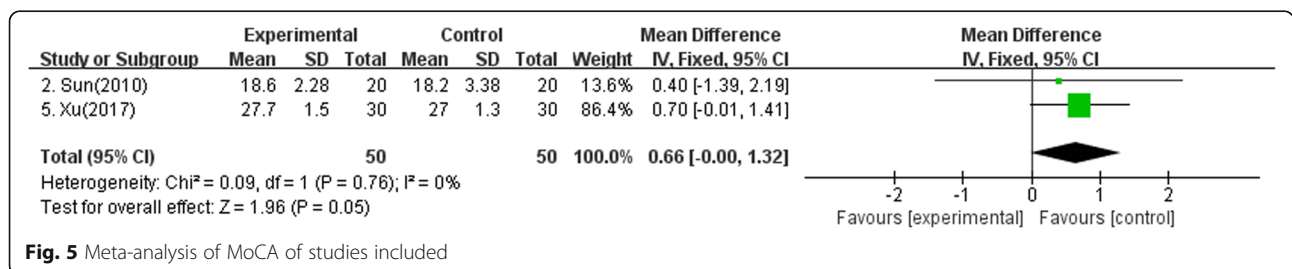 Experimental Control Mean Difference Mean Difference
Study or Subgroup Mean SD Total Mean SD Total Weight IV, Fixed, 95% CI IV, Fixed, 95% CI
2. Sun(2010) 18.6 2.28 20 18.2 3.38 20 13.6% 0.40 [-1.39, 2.19]
5. Xu(2017) 27.7 1.5 30 27 1.3 30 86.4% 0.70 [-0.01, 1.41]
Total (95% CI) 50 50 100.0% 0.66 [-0.00, 1.32]
Heterogeneity: Chi² = 0.09, df = 1 (P = 0.76); I² = 0%
Test for overall effect: Z = 1.96 (P = 0.05)
-2 -1 0 1 2
Favours [experimental] Favours [control]
Fig. 5 Meta-analysis of MoCA of studies included